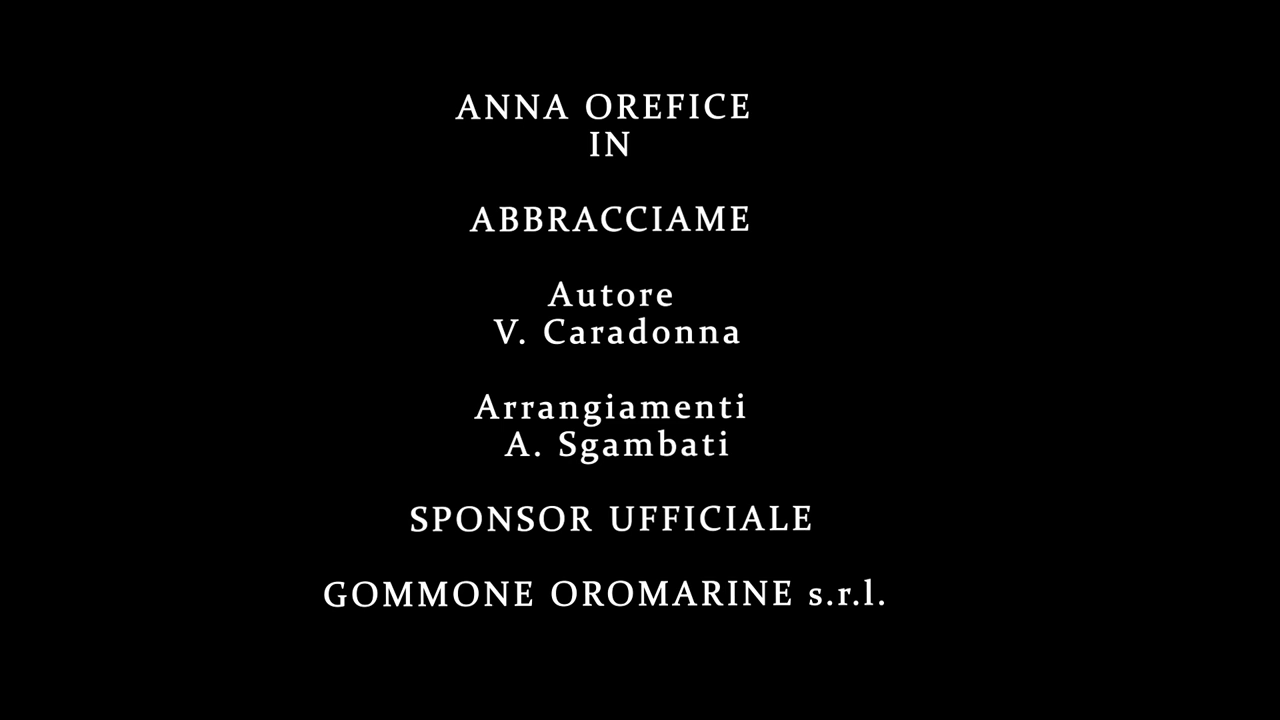 ANNA OREFICE
IN
ABBRACCIAME
Autore
V. Caradonna
Arrangiamenti
A. Sgambati
SPONSOR UFFICIALE
GOMMONE OROMARINE s.r.l.